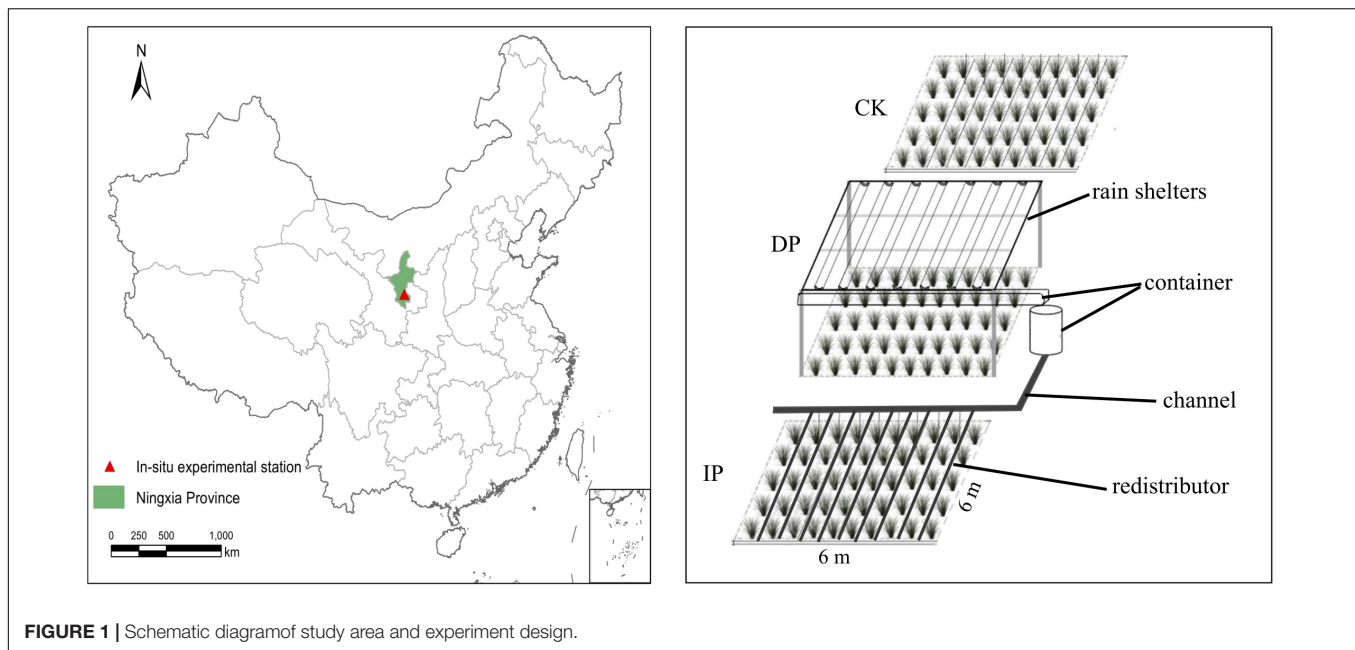 N
In-situ experimental station
Ningxia Province
0 250 500 1,000
km
CK
rain shelters
DP
container
channel
IP
redistributor
6 m
6 m
FIGURE 1 | Schematic diagramof study area and experiment design.